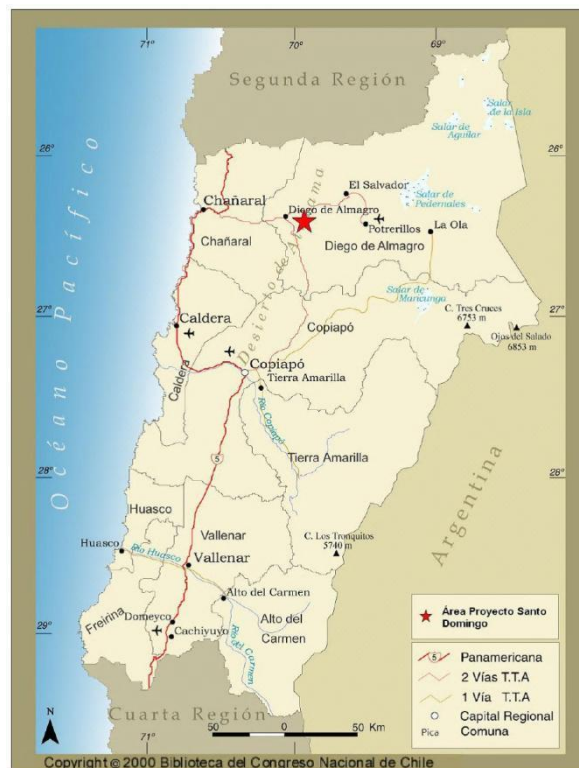 71°
70°
69°
Segunda Región
26°
26°
Salar
de la Isla
Salar de
Aguilar
Salar de
Pedernales
El Salvador
Chañaral
Diego de Almagro
Potrerillos
La Ola
Chañaral
Diego de Almagro
Desierto de Atacama
Océano Pacífico
Salar de
Maricunga
C. Tres Cruces
6753 m
27°
27°
Caldera
Copiapó
Ojos del Salado
6853 m
Copiapó
Tierra Amarilla
Caldera
Río Copiapó
5
Tierra Amarilla
28°
28°
Argentina
Huasco
Vallenar
C. Los Tronquitos
5740 m
Huasco
Río Huasco
Vallenar
Alto del Carmen
Freirina
Domeyko
Cachiyuyo
Alto del
Carmen
Río del Carmen
29°
29°
Área Proyecto Santo
Domingo
5 Panamericana
2 Vías T.T.A
1 Vía T.T.A
Capital Regional
Pica Comuna
N
Cuarta Región
50 0 50 Km
71°
70°
69°
Copyright © 2000 Biblioteca del Congreso Nacional de Chile